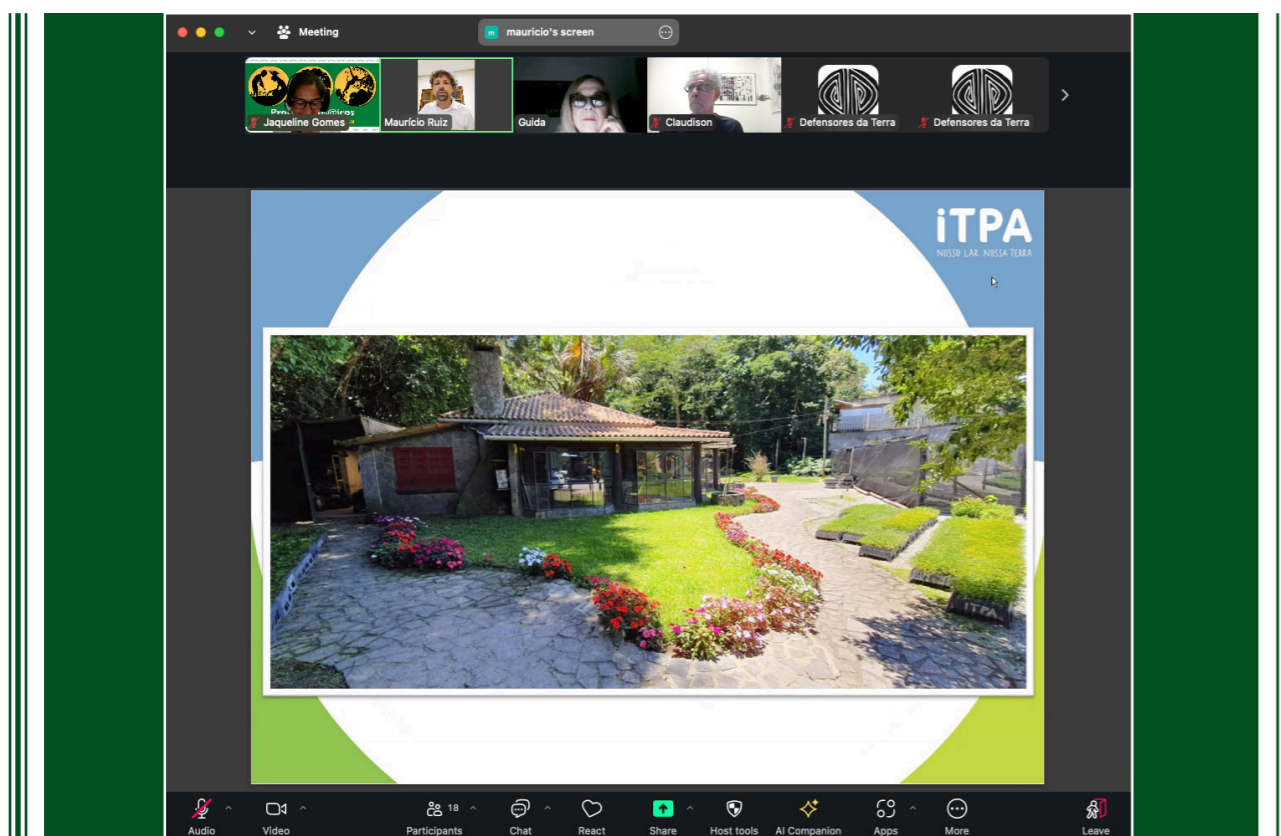 Meeting
mauricio's screen
m
Jaqueline Gomes
Maurício Ruiz
Guida
Claudison
Defensores da Terra
Defensores da Terra
iTPA
NOSSO LAR. NOSSA TERRA
ITPA
Audio
Video
18
Participants
Chat
React
Share
Host tools
AI Companion
Apps
More
Leave